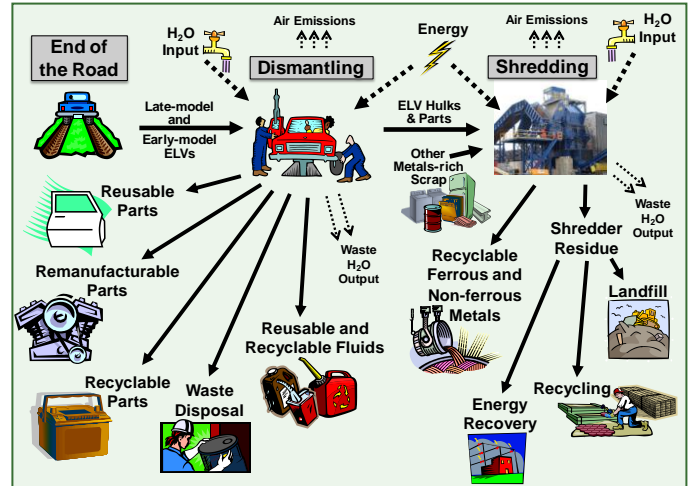 H₂O
Input
Air Emissions
Energy
Air Emissions
H₂O
Input
End of
the Road
Dismantling
Shredding
Late-model
and
Early-model
ELVs
ELV Hulks
& Parts
Other
Metals-rich
Scrap
Reusable
Parts
Waste
H₂O
Output
Waste
H₂O
Output
Remanufacturable
Parts
Recyclable
Ferrous and
Non-ferrous
Metals
Shredder
Residue
Landfill
Reusable and
Recyclable Fluids
Recyclable
Parts
Waste
Disposal
Energy
Recovery
Recycling